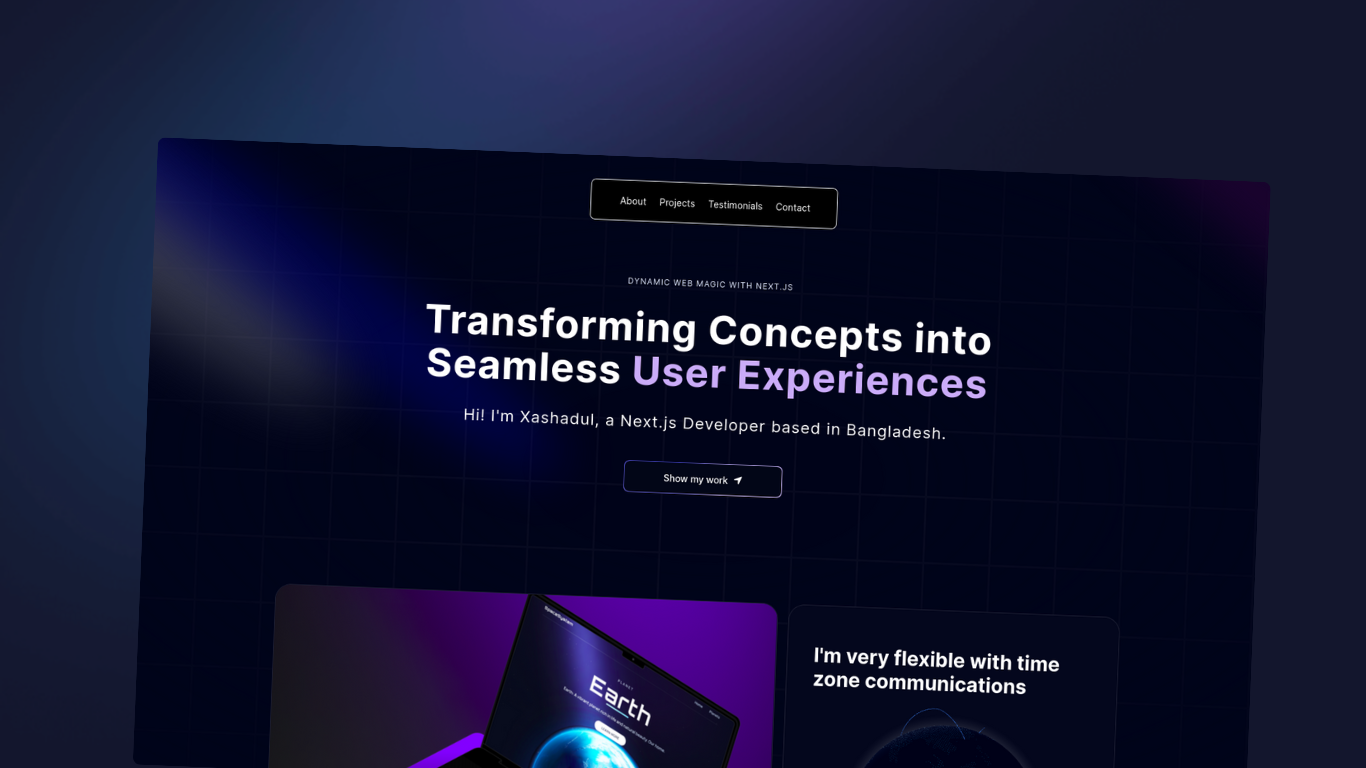 About Projects Testimonials Contact
DYNAMIC WEB MAGIC WITH NEXT.JS
Transforming Concepts into
Seamless User Experiences
Hi! I'm Xashadul, a Next.js Developer based in Bangladesh.
Show my work
I'm very flexible with time
zone communications
PLANET
Earth